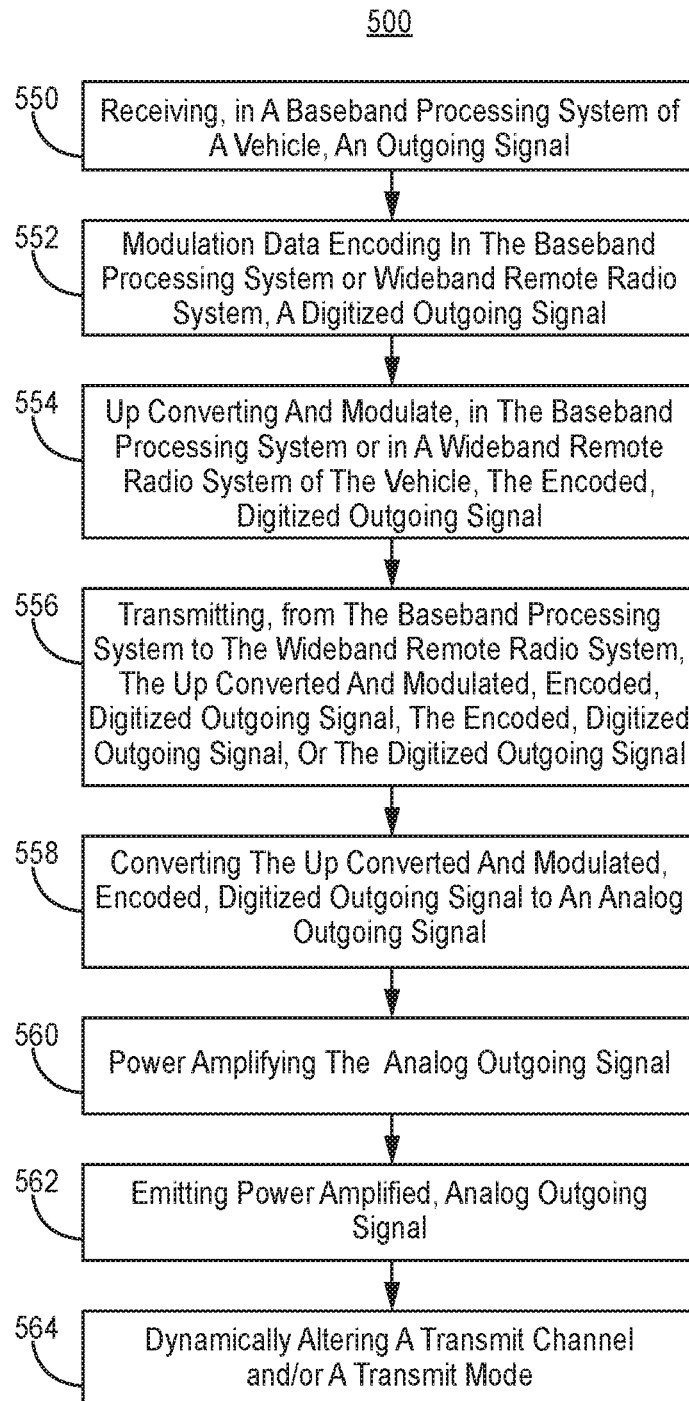 500
550
Receiving, in A Baseband Processing System of
A Vehicle, An Outgoing Signal
552
Modulation Data Encoding In The Baseband
Processing System or Wideband Remote Radio
System, A Digitized Outgoing Signal
554
Up Converting And Modulate, in The Baseband
Processing System or in A Wideband Remote
Radio System of The Vehicle, The Encoded,
Digitized Outgoing Signal
556
Transmitting, from The Baseband Processing
System to The Wideband Remote Radio System,
The Up Converted And Modulated, Encoded,
Digitized Outgoing Signal, The Encoded, Digitized
Outgoing Signal, Or The Digitized Outgoing Signal
558
Converting The Up Converted And Modulated,
Encoded, Digitized Outgoing Signal to An Analog
Outgoing Signal
560
Power Amplifying The Analog Outgoing Signal
562
Emitting Power Amplified, Analog Outgoing
Signal
564
Dynamically Altering A Transmit Channel
and/or A Transmit Mode